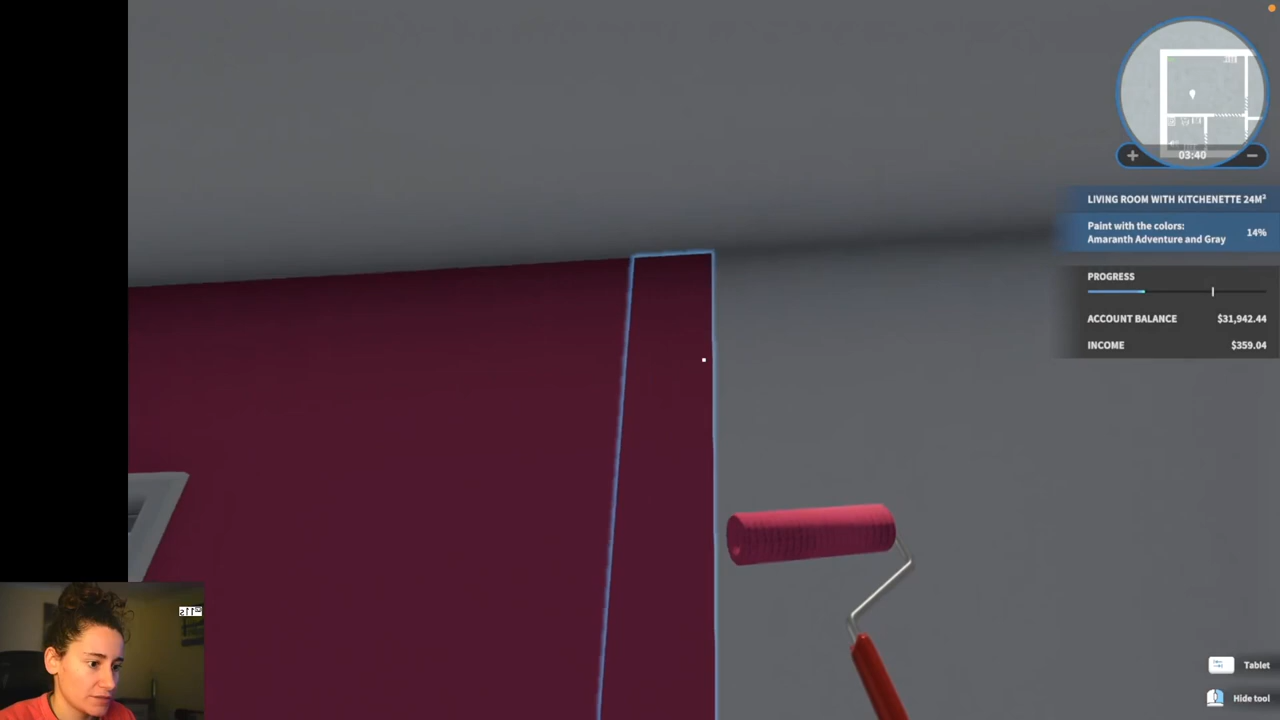 03:40
LIVING ROOM WITH KITCHENETTE 24M²
Paint with the colors:
Amaranth Adventure and Gray
14%
PROGRESS
ACCOUNT BALANCE $31,942.44
INCOME $359.04
Tablet
Hide tool